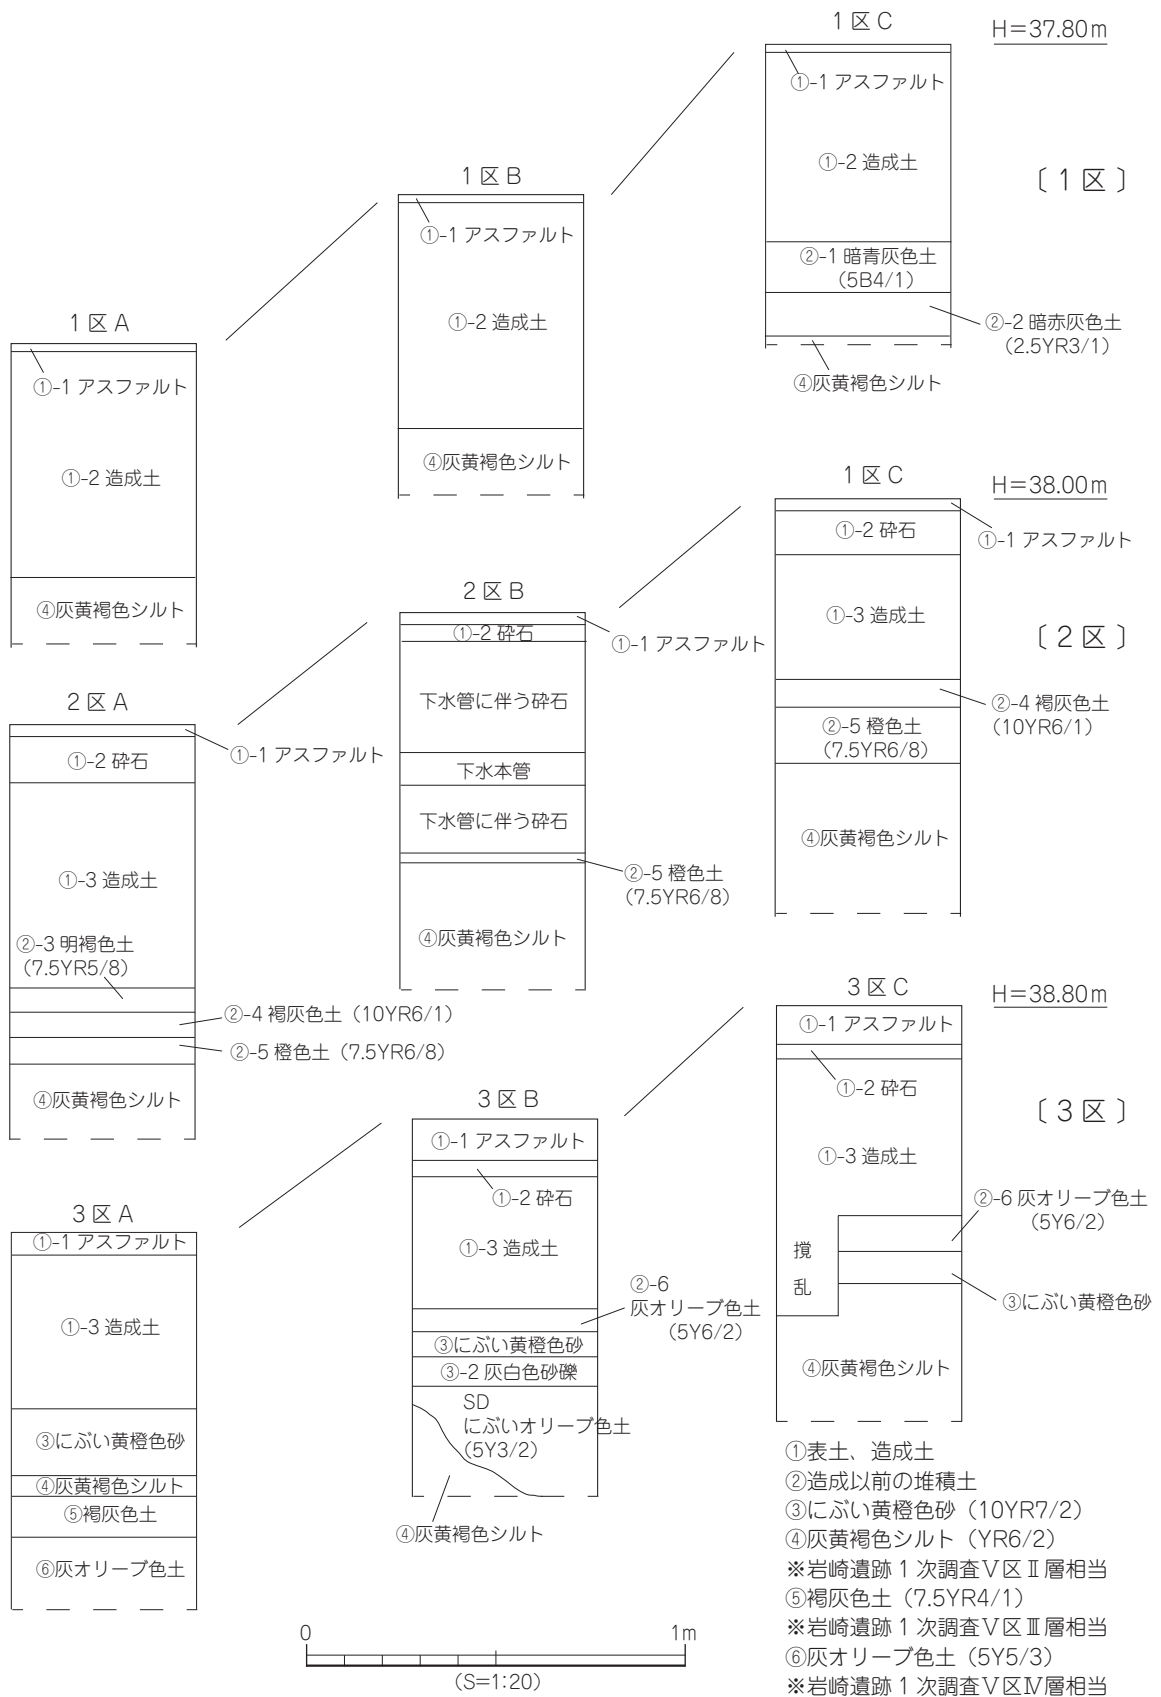 1区C
H=37.80m
①-1 アスファルト
①-2 造成土
②-1 暗青灰色土
(5B4/1)
②-2 暗赤灰色土
(2.5YR3/1)
④灰黄褐色シルト
〔1区〕
1区B
①-1 アスファルト
①-2 造成土
④灰黄褐色シルト
1区A
①-1 アスファルト
①-2 造成土
④灰黄褐色シルト
1区C
H=38.00m
①-1 アスファルト
①-2 砕石
①-3 造成土
②-4 褐灰色土
(10YR6/1)
②-5 橙色土
(7.5YR6/8)
④灰黄褐色シルト
〔2区〕
2区B
①-1 アスファルト
①-2 砕石
下水管に伴う砕石
下水本管
下水管に伴う砕石
②-5 橙色土
(7.5YR6/8)
④灰黄褐色シルト
2区A
①-1 アスファルト
①-2 砕石
①-3 造成土
②-3 明褐色土
(7.5YR5/8)
②-4 褐灰色土(10YR6/1)
②-5 橙色土(7.5YR6/8)
④灰黄褐色シルト
3区C
H=38.80m
①-1 アスファルト
①-2 砕石
①-3 造成土
②-6 灰オリーブ色土
(5Y6/2)
撹
乱
③にぶい黄橙色砂
④灰黄褐色シルト
〔3区〕
3区B
①-1 アスファルト
①-2 砕石
①-3 造成土
②-6
灰オリーブ色土
(5Y6/2)
③にぶい黄橙色砂
③-2 灰白色砂礫
SD
にぶいオリーブ色土
(5Y3/2)
④灰黄褐色シルト
3区A
①-1 アスファルト
①-3 造成土
③にぶい黄橙色砂
④灰黄褐色シルト
⑤褐灰色土
⑥灰オリーブ色土
①表土、造成土
②造成以前の堆積土
③にぶい黄橙色砂(10YR7/2)
④灰黄褐色シルト(YR6/2)
※岩崎遺跡1次調査Ⅴ区Ⅱ層相当
⑤褐灰色土(7.5YR4/1)
※岩崎遺跡1次調査Ⅴ区Ⅲ層相当
⑥灰オリーブ色土(5Y5/3)
※岩崎遺跡1次調査Ⅴ区Ⅳ層相当
0 1m
(S=1:20)